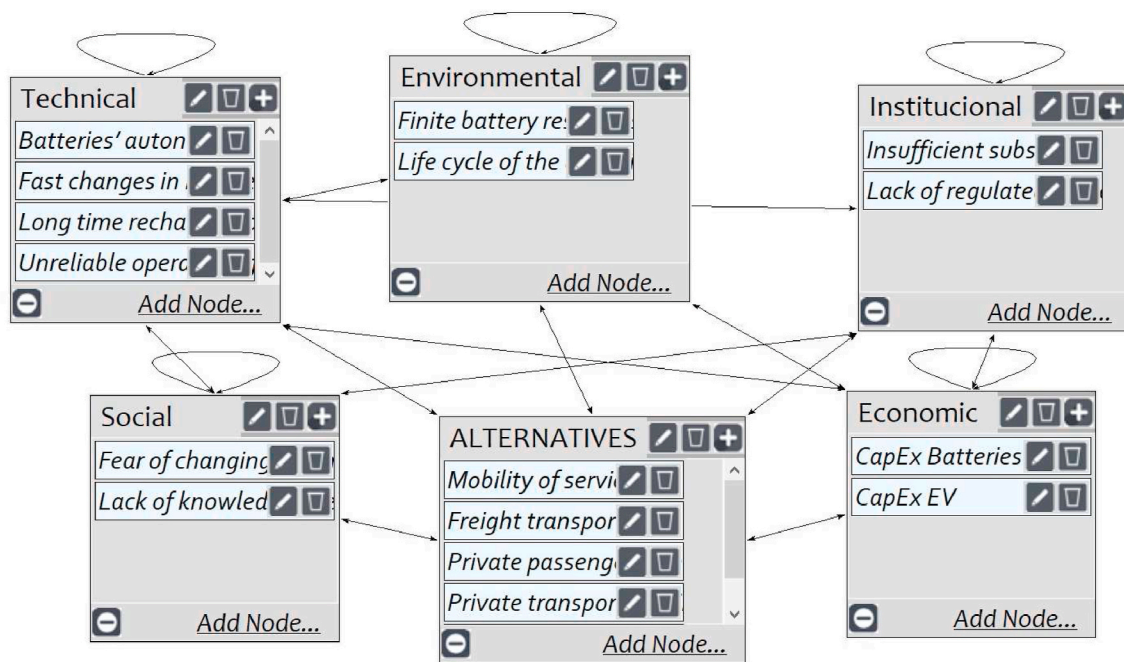 Technical
Batteries' auton
Fast changes in
Long time recha
Unreliable opera
Add Node...
Environmental
Finite battery res
Life cycle of the
Add Node...
Institucional
Insufficient subs
Lack of regulate
Add Node...
Social
Fear of changing
Lack of knowled
Add Node...
ALTERNATIVES
Mobility of servi
Freight transpor
Private passeng
Private transpor
Add Node...
Economic
CapEx Batteries
CapEx EV
Add Node...